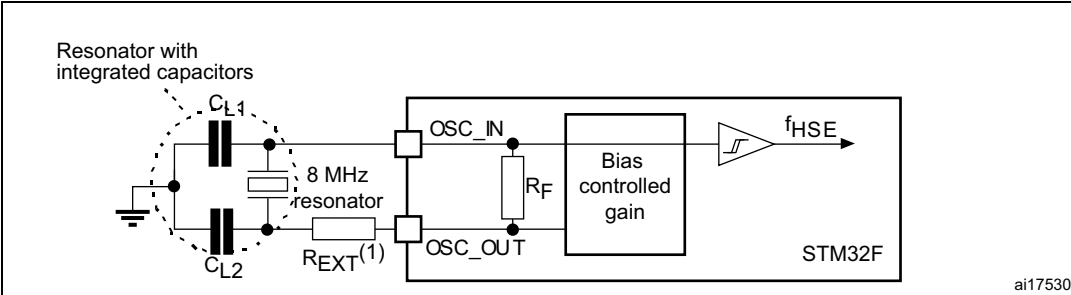 Resonator with
integrated capacitors
CL1
OSC_IN
fHSE
8 MHz
resonator
RF
Bias
controlled
gain
REXT(1)
OSC_OUT
CL2
STM32F
ai17530